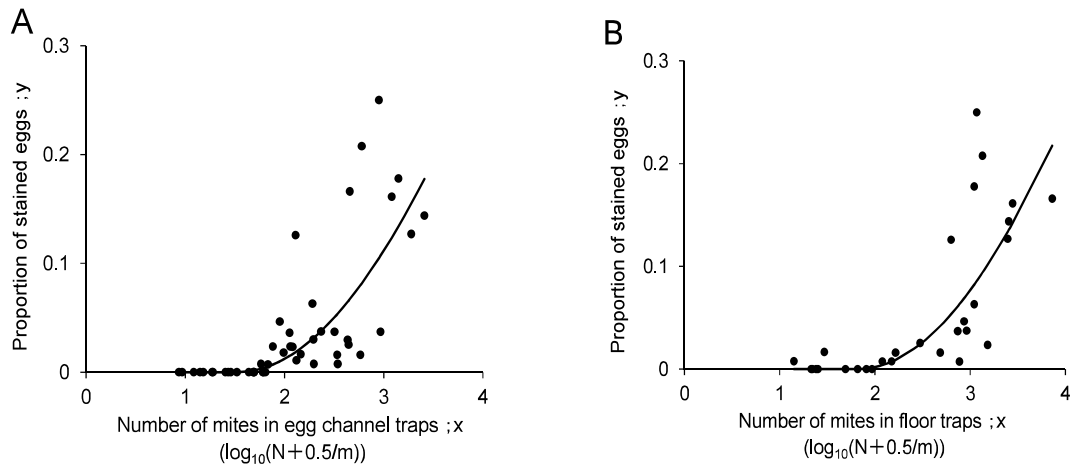 A
Proportion of stained eggs ; y
0.3
0.2
0.1
0
0 1 2 3 4
Number of mites in egg channel traps ; x
(log10(N+0.5/m))
B
Proportion of stained eggs ; y
0.3
0.2
0.1
0
0 1 2 3 4
Number of mites in floor traps ; x
(log10(N+0.5/m))